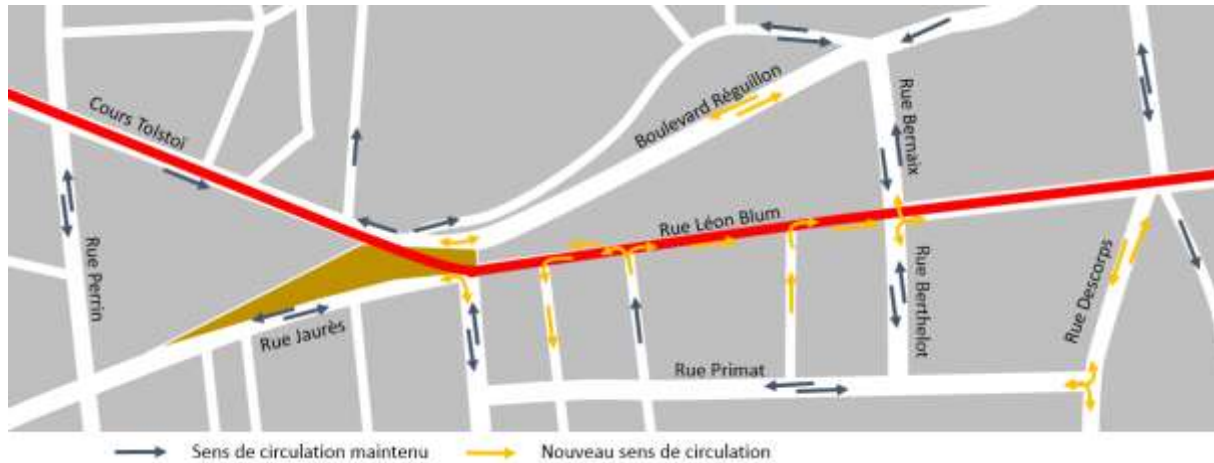 Cours Tolstoï
Boulevard Réguillon
Rue Bernaix
Rue Léon Blum
Rue Perrin
Rue Jaurès
Rue Berthelot
Rue Descorps
Rue Primat
Sens de circulation maintenu
Nouveau sens de circulation